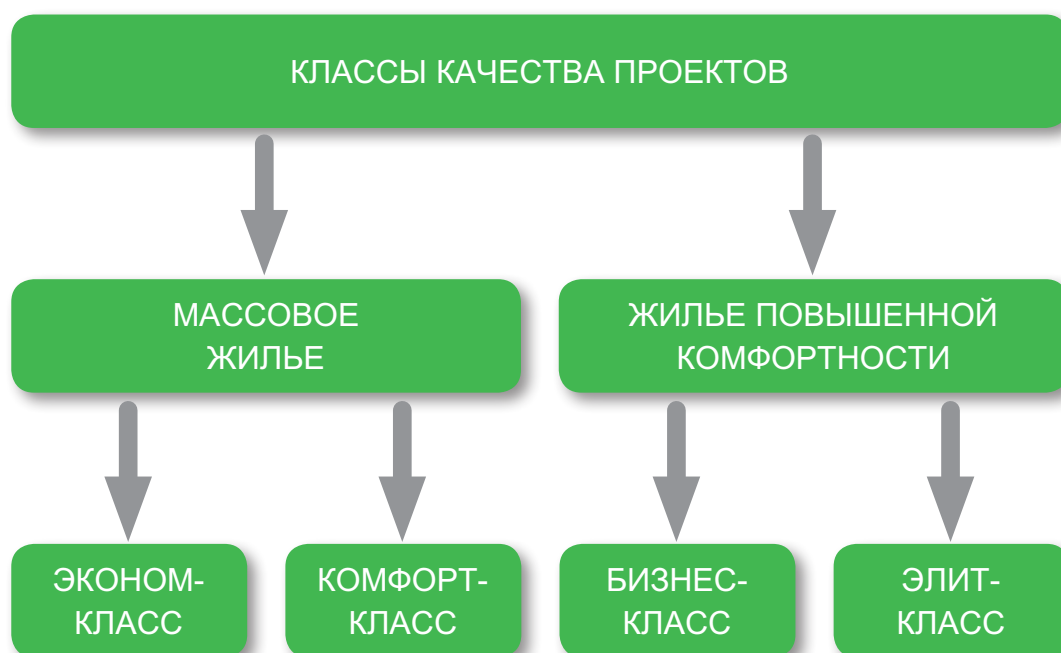 КЛАССЫ КАЧЕСТВА ПРОЕКТОВ
МАССОВОЕ
ЖИЛЬЕ
ЖИЛЬЕ ПОВЫШЕННОЙ
КОМФОРТНОСТИ
ЭКОНОМ-
КЛАСС
КОМФОРТ-
КЛАСС
БИЗНЕС-
КЛАСС
ЭЛИТ-
КЛАСС